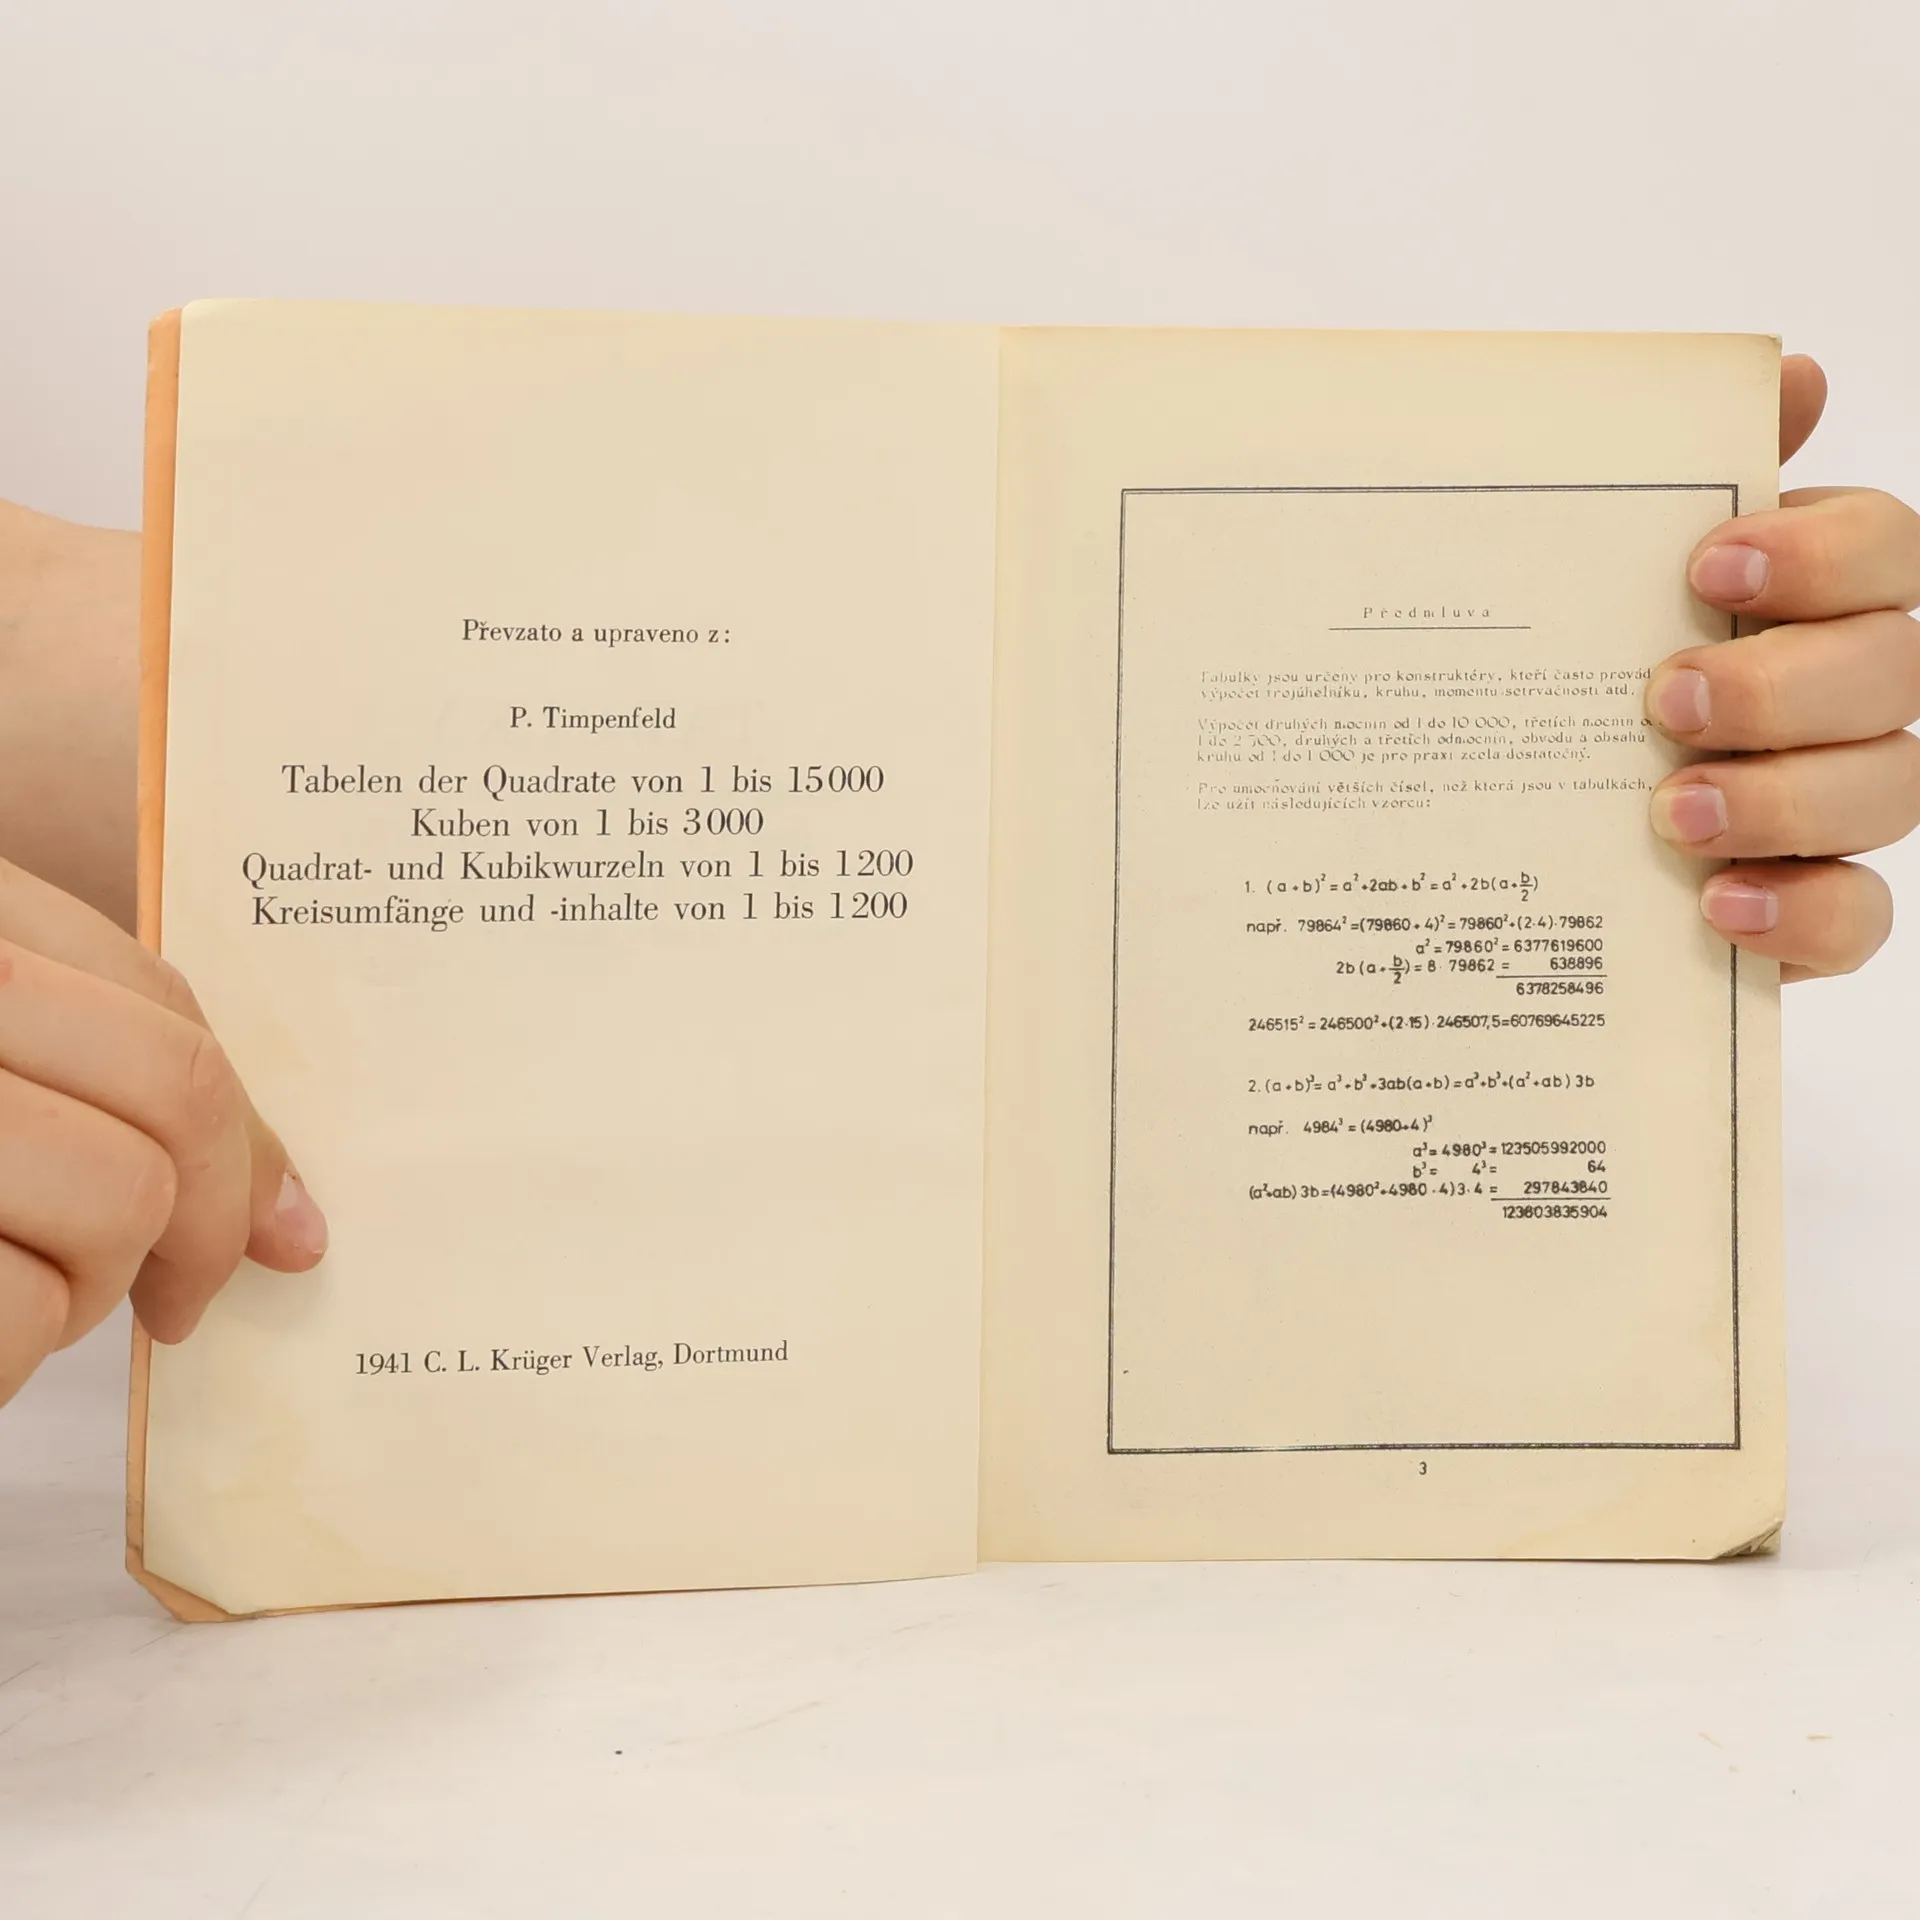 Převzato a upraveno z:
P. Timpenfeld
Tabelen der Quadrate von 1 bis 15000
Kuben von 1 bis 3000
Quadrat- und Kubikwurzeln von 1 bis 1200
Kreisumfänge und -inhalte von 1 bis 1200
1941 C. L. Krüger Verlag, Dortmund
Předmluva
Tabulky jsou určeny pro konstruktéry, kteří často provád
výpočet trojúhelníku, kruhu, momentu setrvačnosti atd.
Výpočet druhých mocnin od 1 do 10 000, třetích mocnin
1 do 2 500, druhých a třetích odmocnin, obvodu a obsahů
kruhu od 1 do 1 000 je pro praxi zcela dostatečný.
Pro umocňování větších čísel, než která jsou v tabulkách,
lze užít následujících vzorců:
1. (a+b)² = a²+2ab+b² = a²+2b(a+b/2)
např. 79864² = (79860+4)² = 79860²+(2·4)·79862
a² = 79860² = 6377619600
2b(a+b/2) = 8·79862 = 638896
6378258496
246515² = 246500²+(2·15)·246507,5=60769645225
2. (a+b)³ = a³+b³+3ab(a+b) = a³+b³+(a²+ab) 3b
např. 4984³ = (4980+4)³
a³ = 4980³ = 123505992000
b³ = 4³ = 64
(a²+ab) 3b = (4980²+4980·4) 3·4 = 297843840
123803835904
3